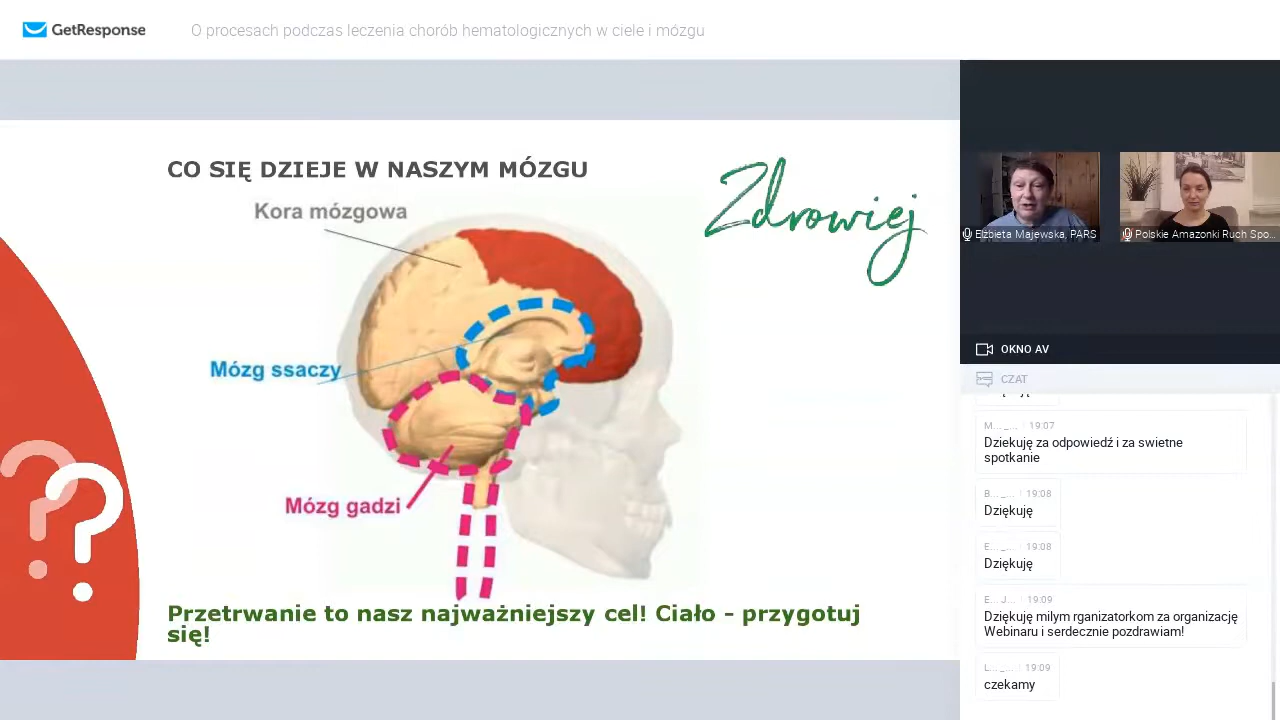 GetResponse
O procesach podczas leczenia chorób hematologicznych w ciele i mózgu
CO SIĘ DZIEJE W NASZYM MÓZGU
Zdrowiej
Kora mózgowa
Mózg ssaczy
Mózg gadzi
Przetrwanie to nasz najważniejszy cel! Ciało - przygotuj
się!
Elżbieta Majewska, PARS
Polskie Amazonki Ruch Spo...
OKNO AV
CZAT
M... 19:07
Dziekuję za odpowiedź i za swietne
spotkanie
B... 19:08
Dziękuję
E... 19:08
Dziękuję
E... J... 19:09
Dziękuję milym rganizatorkom za organizację
Webinaru i serdecznie pozdrawiam!
L... 19:09
czekamy